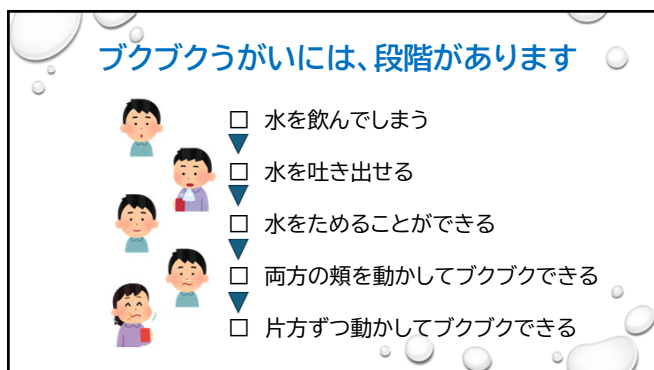 ブクブクうがいには、段階があります
□ 水を飲んでしまう
▼
□ 水を吐き出せる
▼
□ 水をためることができる
▼
□ 両方の頬を動かしてブクブクできる
▼
□ 片方ずつ動かしてブクブクできる